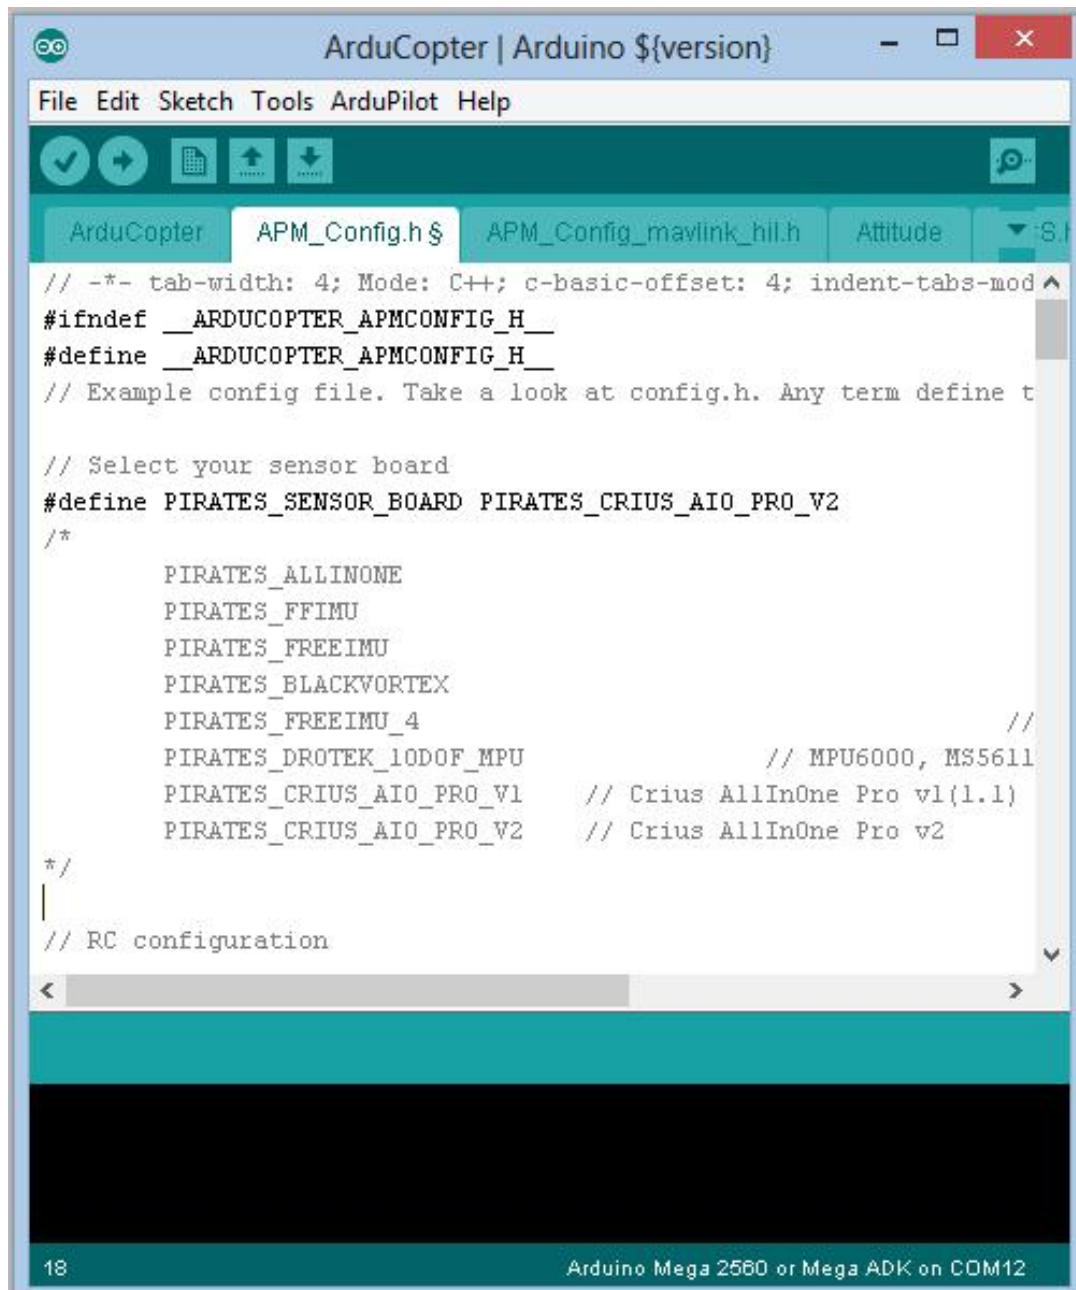 ArduCopter | Arduino ${version}
File Edit Sketch Tools ArduPilot Help
ArduCopter APM_Config.h § APM_Config_mavlink_hil.h Attitude S.h
// -*- tab-width: 4; Mode: C++; c-basic-offset: 4; indent-tabs-mod
#ifndef __ARDUCOPTER_APMCONFIG_H__
#define __ARDUCOPTER_APMCONFIG_H__
// Example config file. Take a look at config.h. Any term define t
// Select your sensor board
#define PIRATES_SENSOR_BOARD PIRATES_CRIUS_AIO_PRO_V2
/*
PIRATES_ALLINONE
PIRATES_FFIMU
PIRATES_FREEIMU
PIRATES_BLACKVORTEX
PIRATES_FREEIMU_4 //
PIRATES_DROTEK_10DOF_MPU // MPU6000, MS5611
PIRATES_CRIUS_AIO_PRO_V1 // Crius AllInOne Pro v1(1.1)
PIRATES_CRIUS_AIO_PRO_V2 // Crius AllInOne Pro v2
*/
// RC configuration
18 Arduino Mega 2560 or Mega ADK on COM12